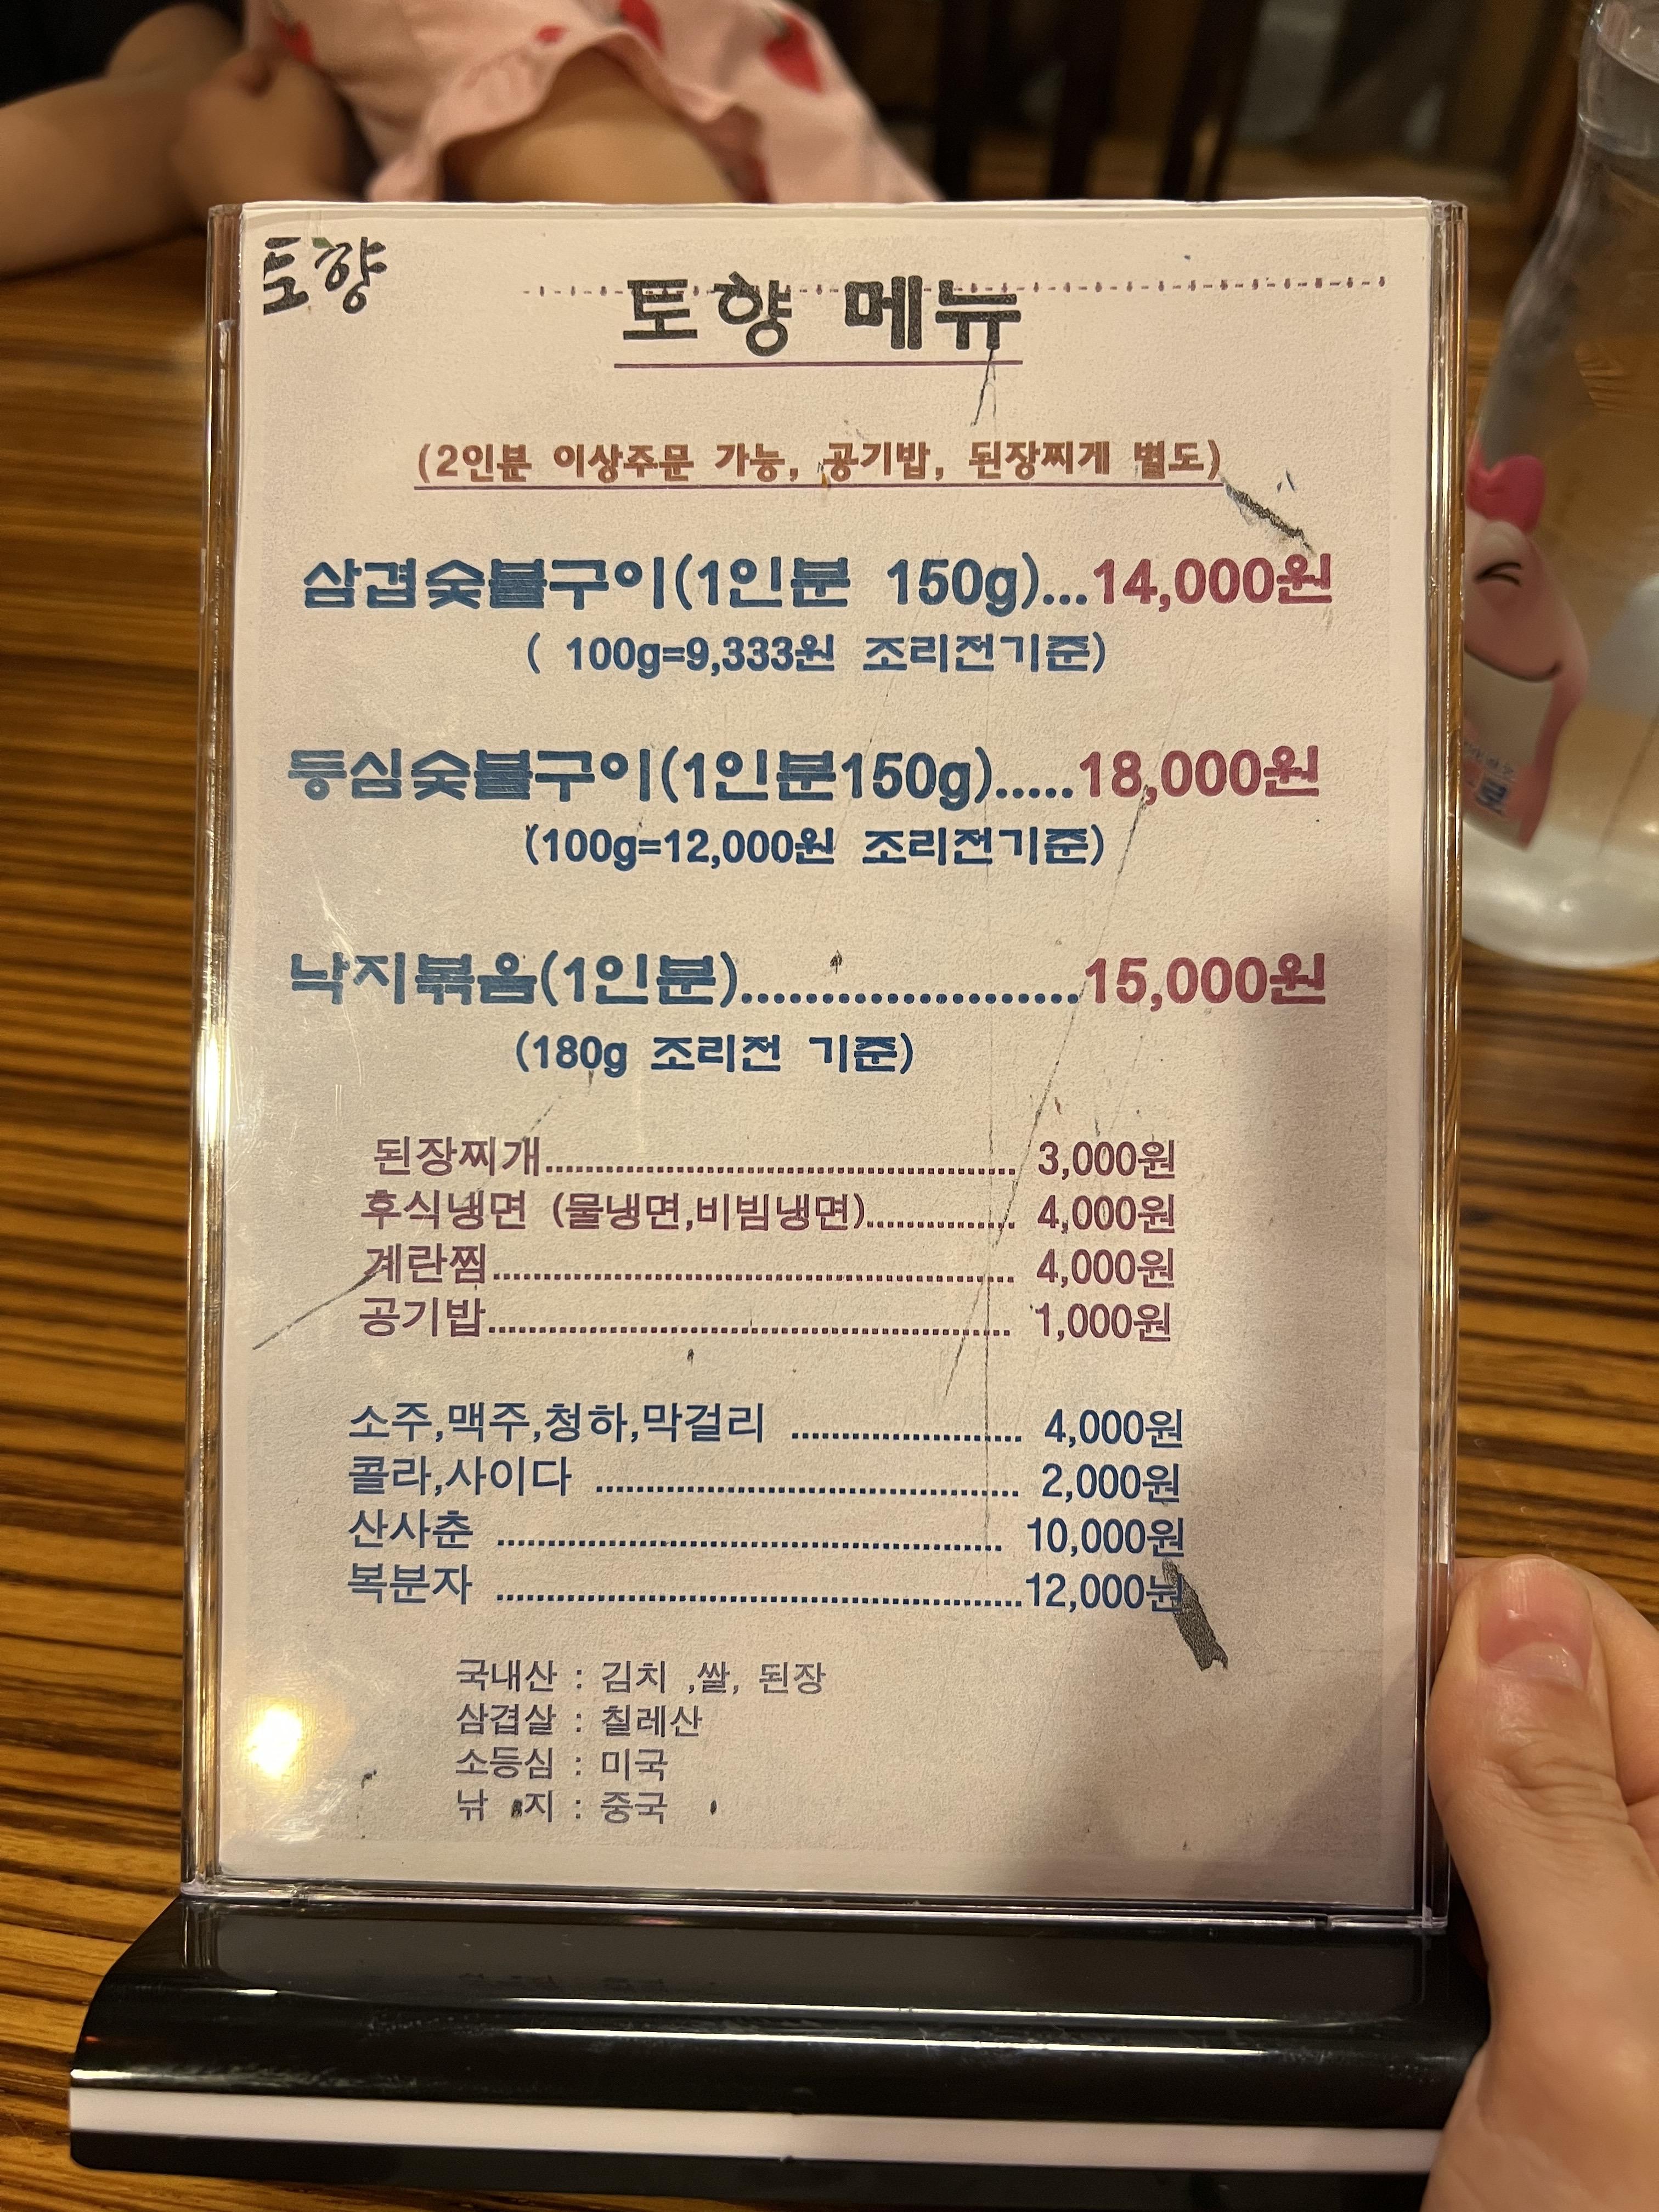 토향
토향 메뉴
(2인분 이상주문 가능, 공기밥, 된장찌게 별도)
삼겹숯불구이(1인분 150g)...14,000원
( 100g=9,333원 조리전기준)
등심숯불구이(1인분150g).....18,000원
(100g=12,000원 조리전기준)
낙지볶음(1인분).....................15,000원
(180g 조리전 기준)
된장찌개............................................... 3,000원
후식냉면 (물냉면,비빔냉면)............... 4,000원
계란찜.................................................... 4,000원
공기밥.................................................... 1,000원
소주,맥주,청하,막걸리 ....................... 4,000원
콜라,사이다 .......................................... 2,000원
산사춘 .................................................. 10,000원
복분자 ....................................................12,000원
국내산 : 김치 ,쌀, 된장
삼겹살 : 칠레산
소등심 : 미국
낚 지 : 중국